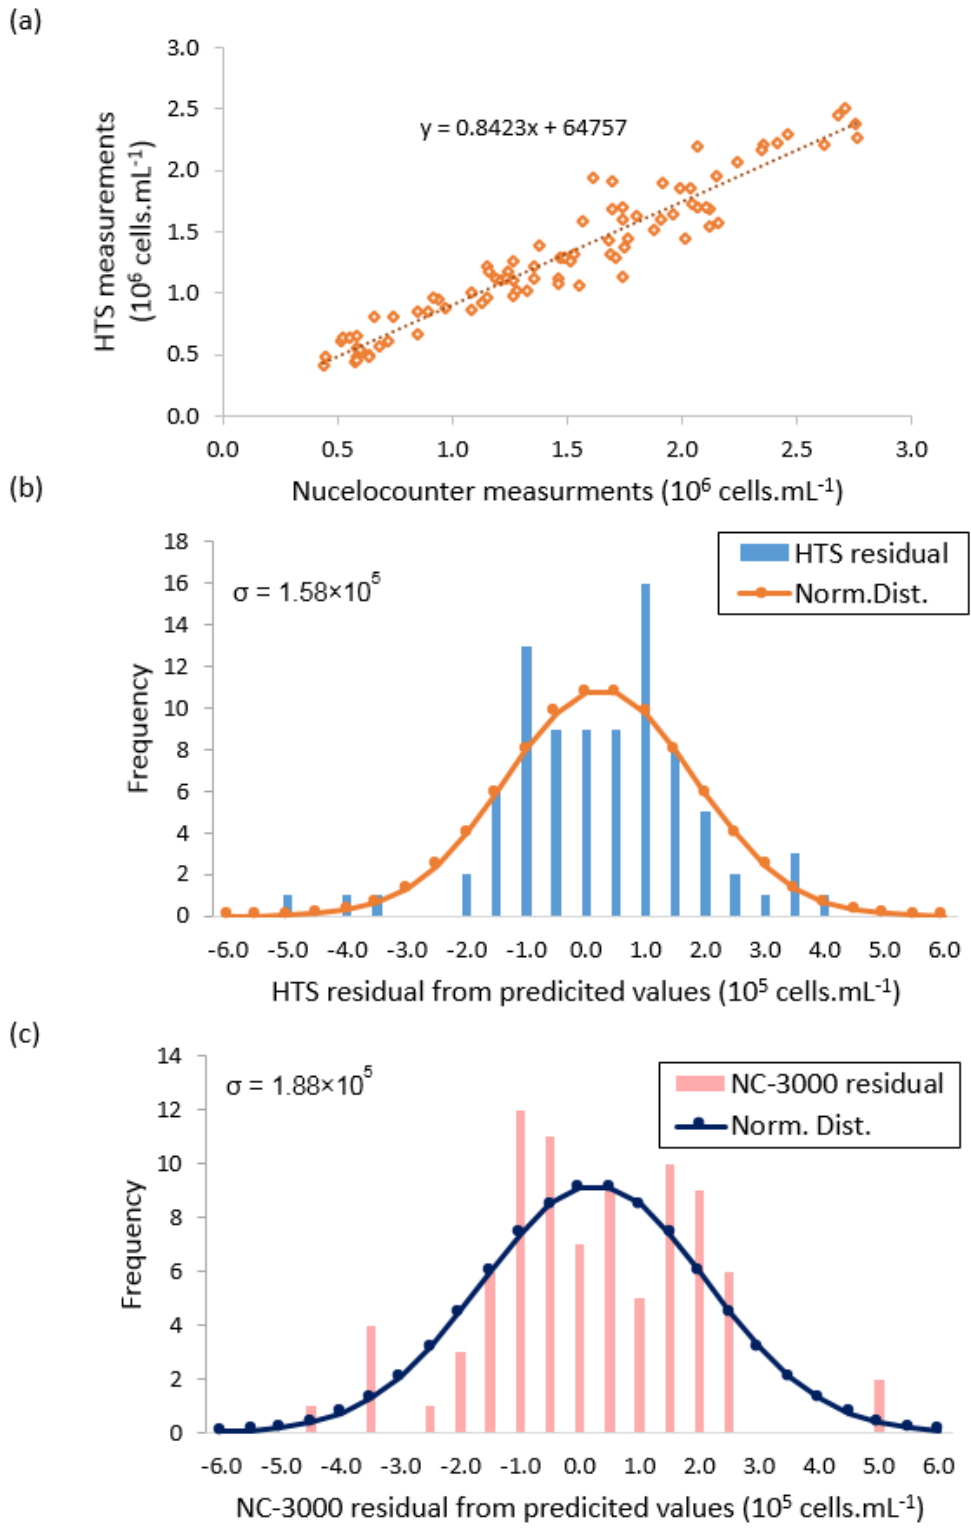 (a)
3.0
2.5
2.0
1.5
1.0
0.5
0.0
y = 0.8423x + 64757
HTS measurements
(10⁶ cells.mL⁻¹)
0.0 0.5 1.0 1.5 2.0 2.5 3.0
Nucelocounter measurments (10⁶ cells.mL⁻¹)
(b)
18
16
14
12
10
8
6
4
2
0
σ = 1.58×10⁵
HTS residual
Norm.Dist.
Frequency
-6.0 -5.0 -4.0 -3.0 -2.0 -1.0 0.0 1.0 2.0 3.0 4.0 5.0 6.0
HTS residual from predicited values (10⁵ cells.mL⁻¹)
(c)
14
12
10
8
6
4
2
0
σ = 1.88×10⁵
NC-3000 residual
Norm. Dist.
Frequency
-6.0 -5.0 -4.0 -3.0 -2.0 -1.0 0.0 1.0 2.0 3.0 4.0 5.0 6.0
NC-3000 residual from predicited values (10⁵ cells.mL⁻¹)